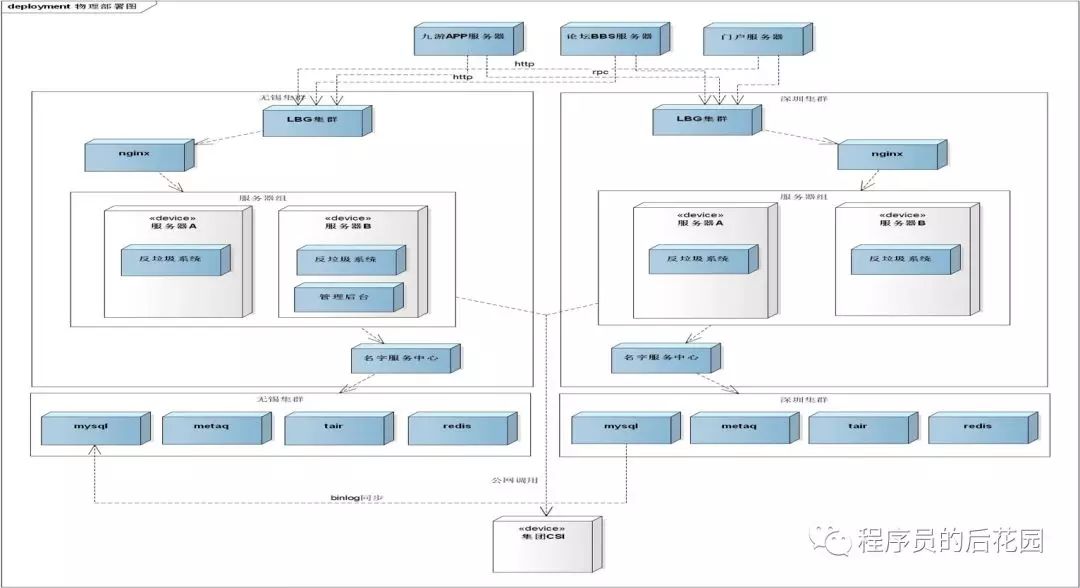 deployment 物理部署图
九游APP服务器
论坛BBS服务器
门户服务器
http
http
rpc
无锡集群
深圳集群
LBG集群
LBG集群
nginx
nginx
服务器组
服务器组
«device»
服务器A
«device»
服务器B
«device»
服务器A
«device»
服务器B
反垃圾系统
反垃圾系统
反垃圾系统
反垃圾系统
管理后台
名字服务中心
名字服务中心
无锡集群
深圳集群
mysql
metaq
tair
redis
mysql
metaq
tair
redis
公网调用
binlog同步
«device»
集团CSI
程序员的后花园